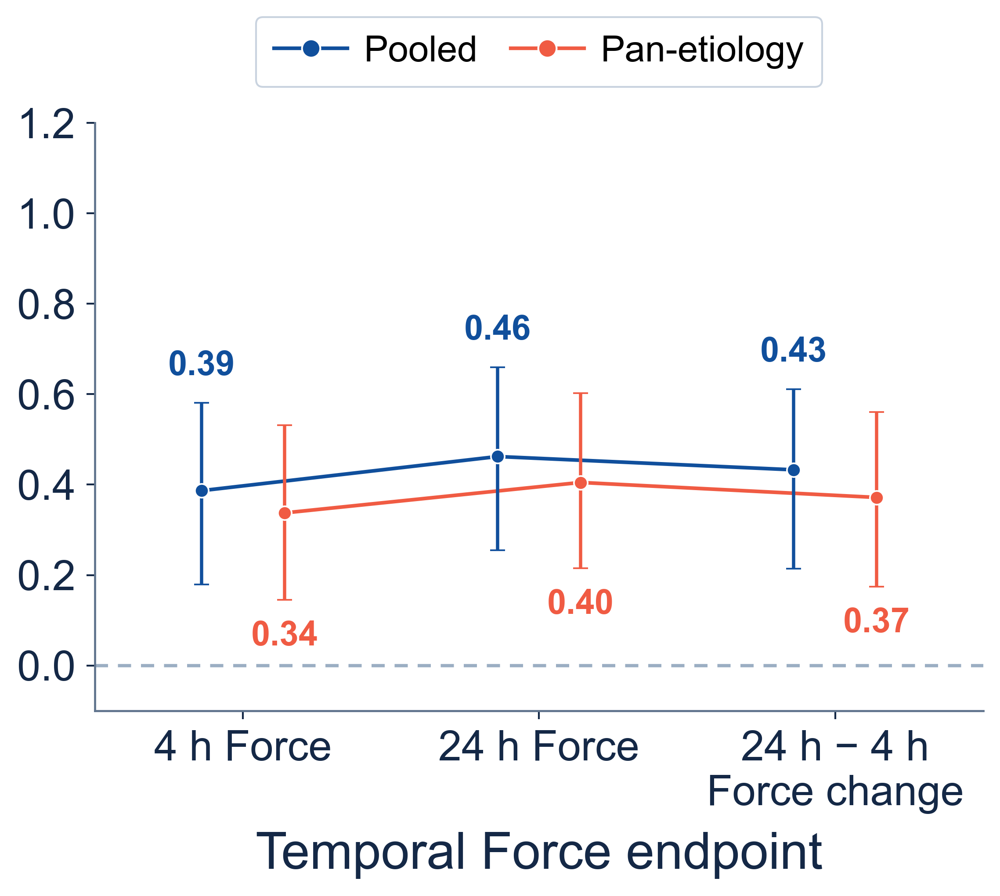 Pooled Pan-etiology
1.2
1.0
0.8
0.6
0.4
0.2
0.0
0.39
0.46
0.43
0.34
0.40
0.37
4 h Force
24 h Force
24 h − 4 h
Force change
Temporal Force endpoint